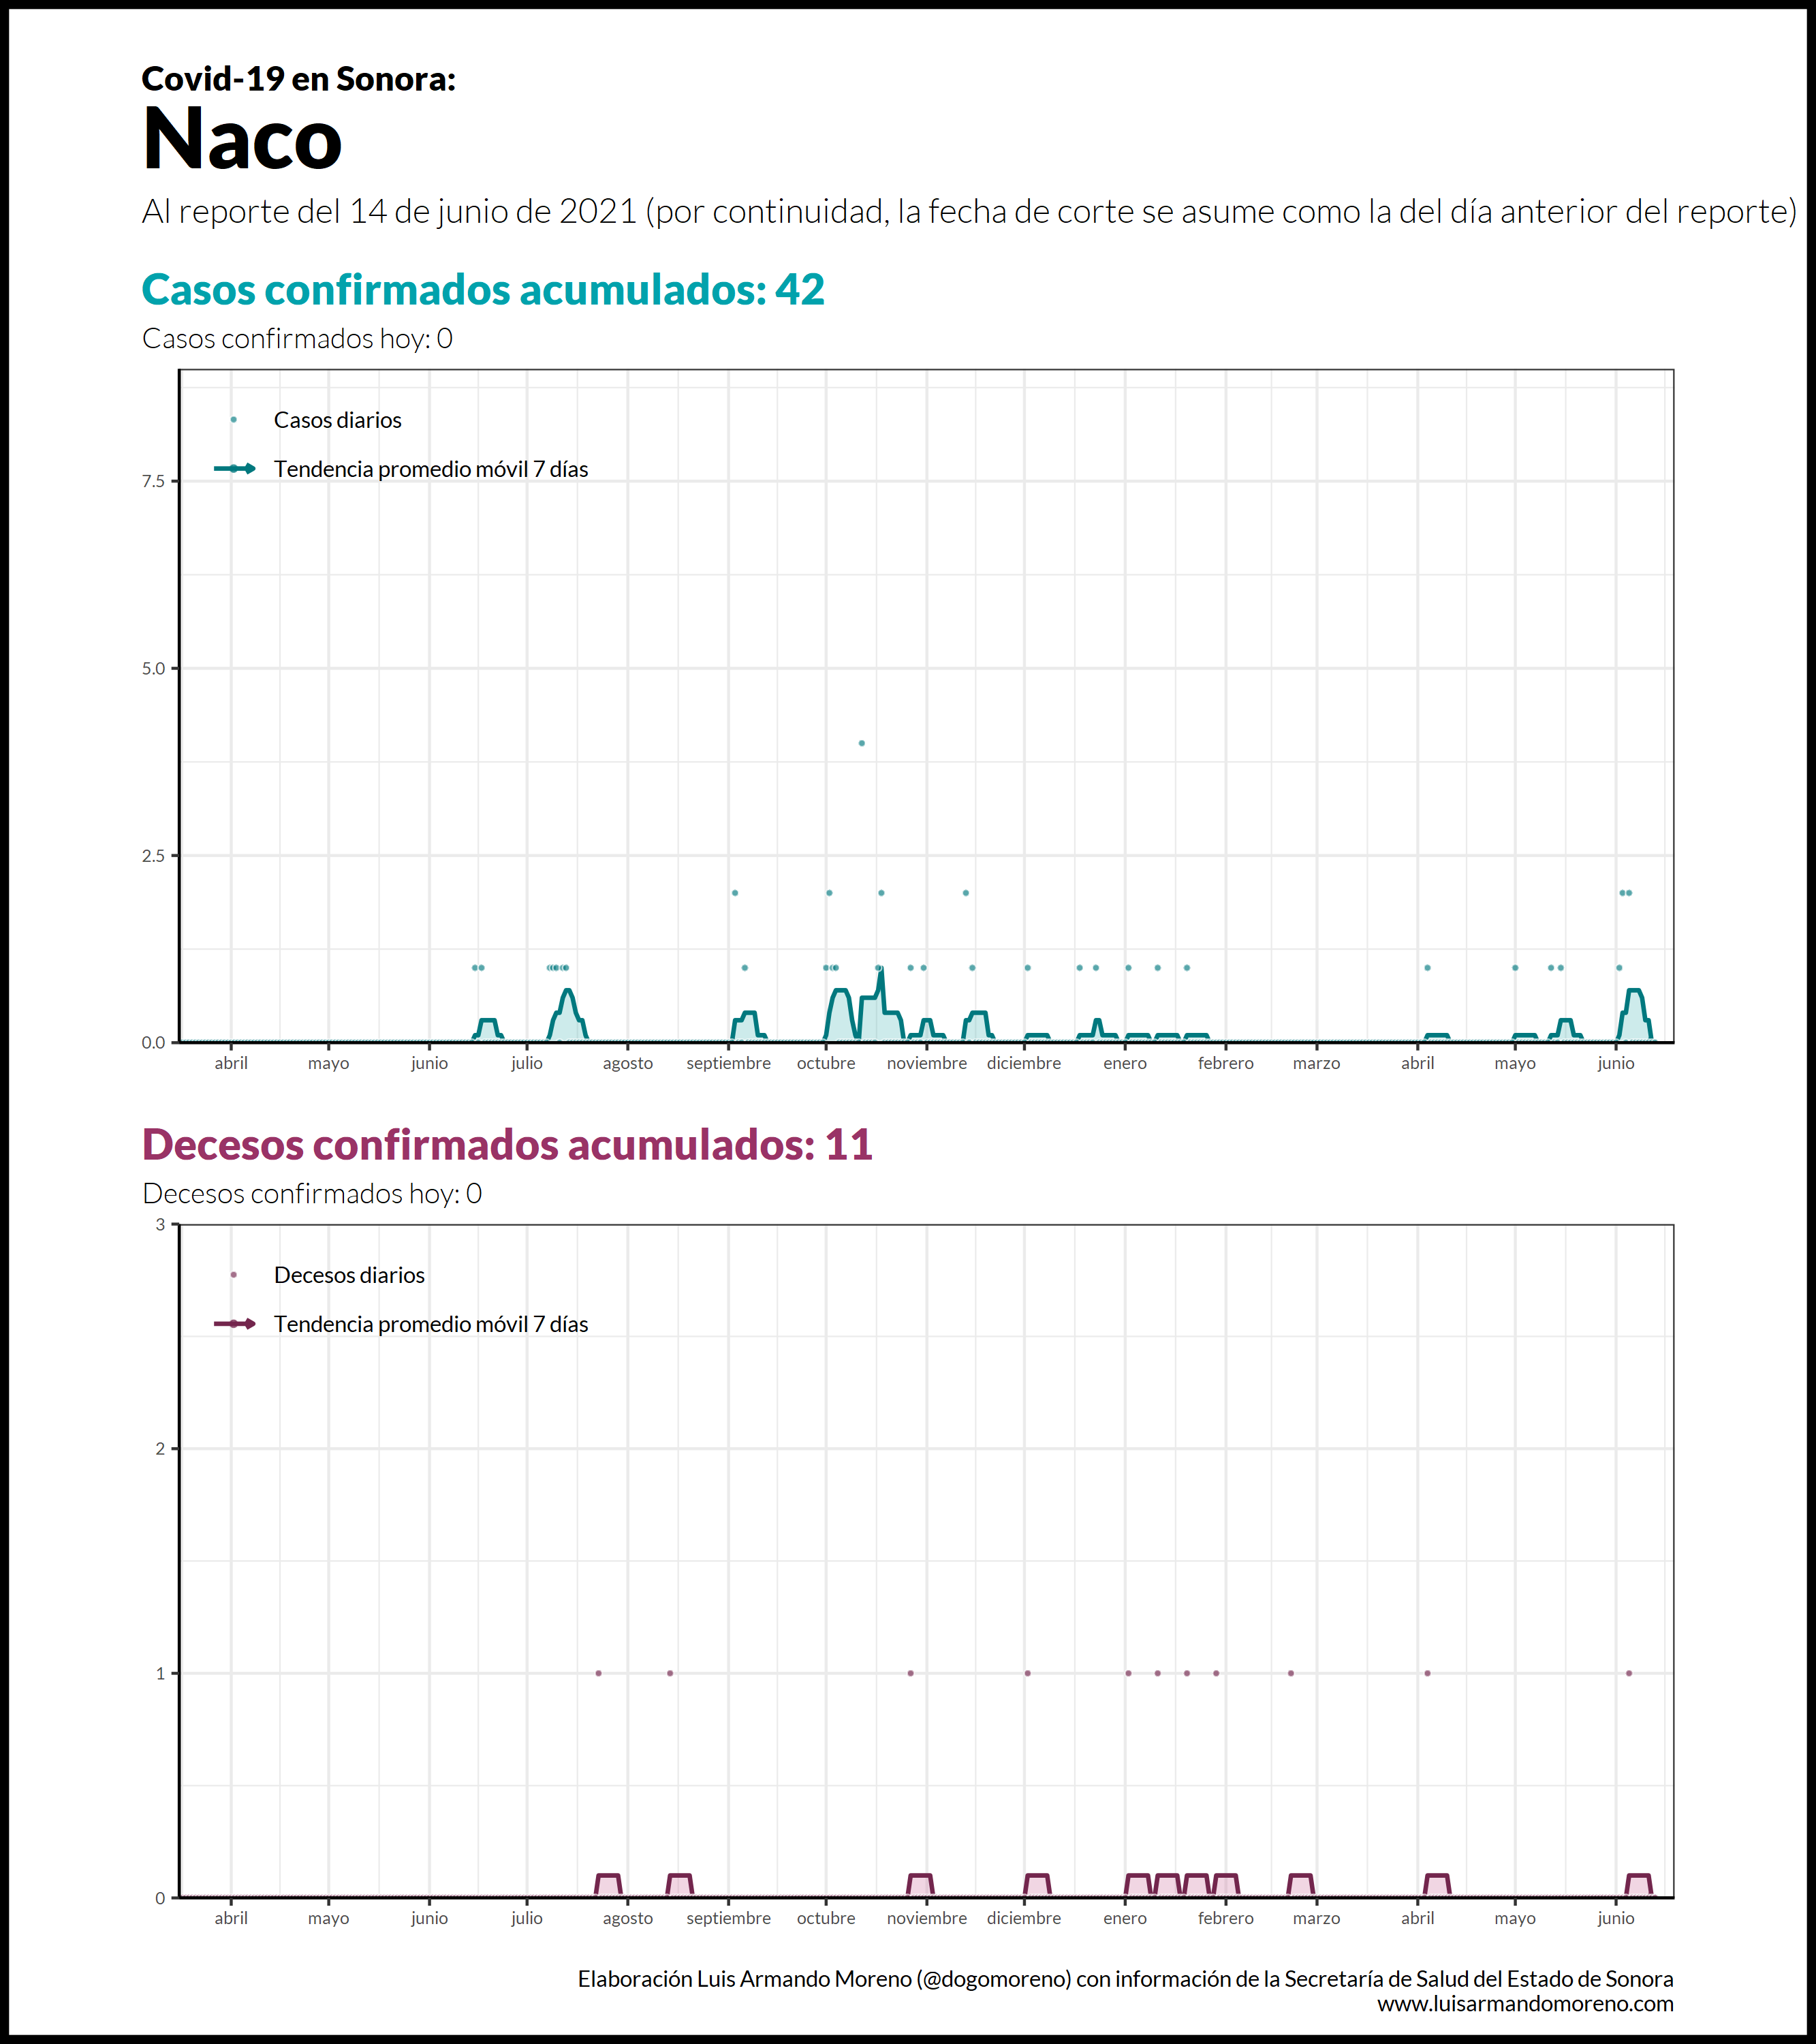 Covid-19 en Sonora:
Naco
Al reporte del 14 de junio de 2021 (por continuidad, la fecha de corte se asume como la del día anterior del reporte)
Casos confirmados acumulados: 42
Casos confirmados hoy: 0
Casos diarios
Tendencia promedio móvil 7 días
7.5
5.0
2.5
0.0
abril mayo junio julio agosto septiembre octubre noviembre diciembre enero febrero marzo abril mayo junio
Decesos confirmados acumulados: 11
Decesos confirmados hoy: 0
3
Decesos diarios
Tendencia promedio móvil 7 días
2
1
0
abril mayo junio julio agosto septiembre octubre noviembre diciembre enero febrero marzo abril mayo junio
Elaboración Luis Armando Moreno (@dogomoreno) con información de la Secretaría de Salud del Estado de Sonora
www.luisarmandomoreno.com